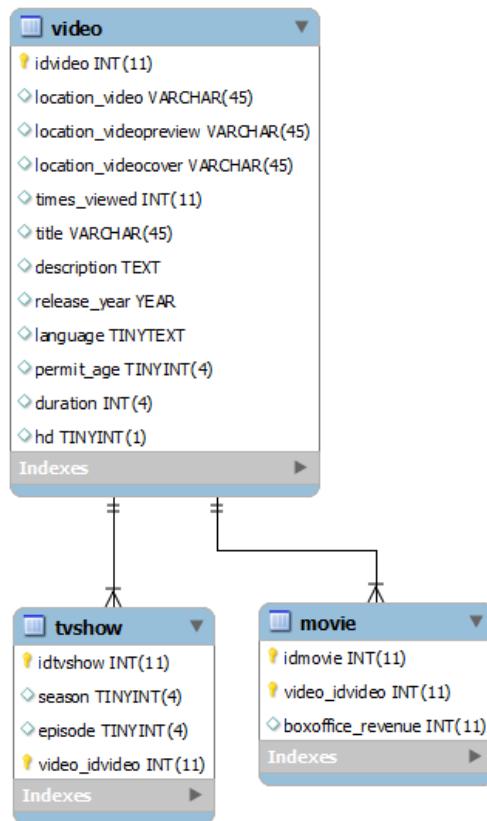 video
idvideo INT(11)
location_video VARCHAR(45)
location_videopreview VARCHAR(45)
location_videocover VARCHAR(45)
times_viewed INT(11)
title VARCHAR(45)
description TEXT
release_year YEAR
language TINYTEXT
permit_age TINYINT(4)
duration INT(4)
hd TINYINT(1)
Indexes
tvshow
idtvshow INT(11)
season TINYINT(4)
episode TINYINT(4)
video_idvideo INT(11)
Indexes
movie
idmovie INT(11)
video_idvideo INT(11)
boxoffice_revenue INT(11)
Indexes